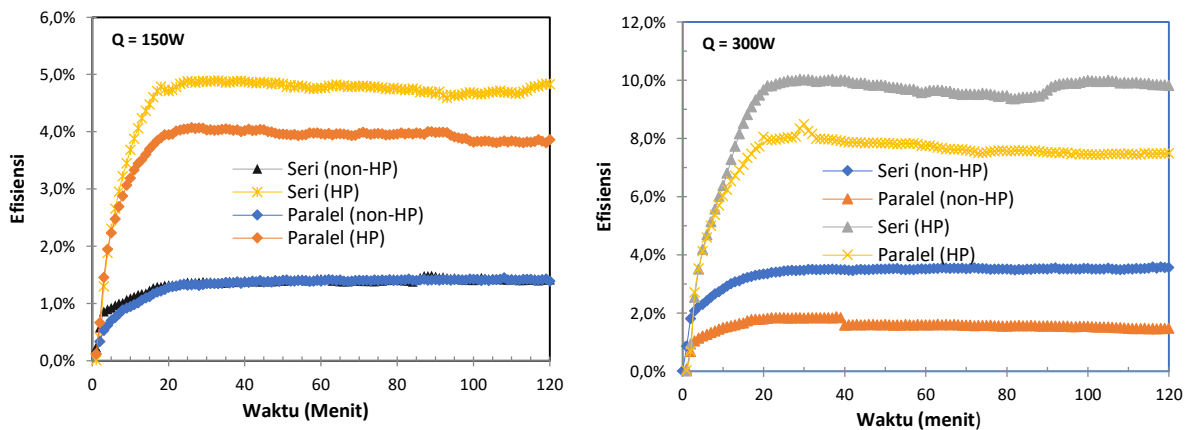 Q = 150W
Efisiensi
6,0%
5,0%
4,0%
3,0%
2,0%
1,0%
0,0%
Seri (non-HP)
Seri (HP)
Paralel (non-HP)
Paralel (HP)
0 20 40 60 80 100 120
Waktu (Menit)
Q = 300W
Efisiensi
12,0%
10,0%
8,0%
6,0%
4,0%
2,0%
0,0%
Seri (non-HP)
Paralel (non-HP)
Seri (HP)
Paralel (HP)
0 20 40 60 80 100 120
Waktu (menit)